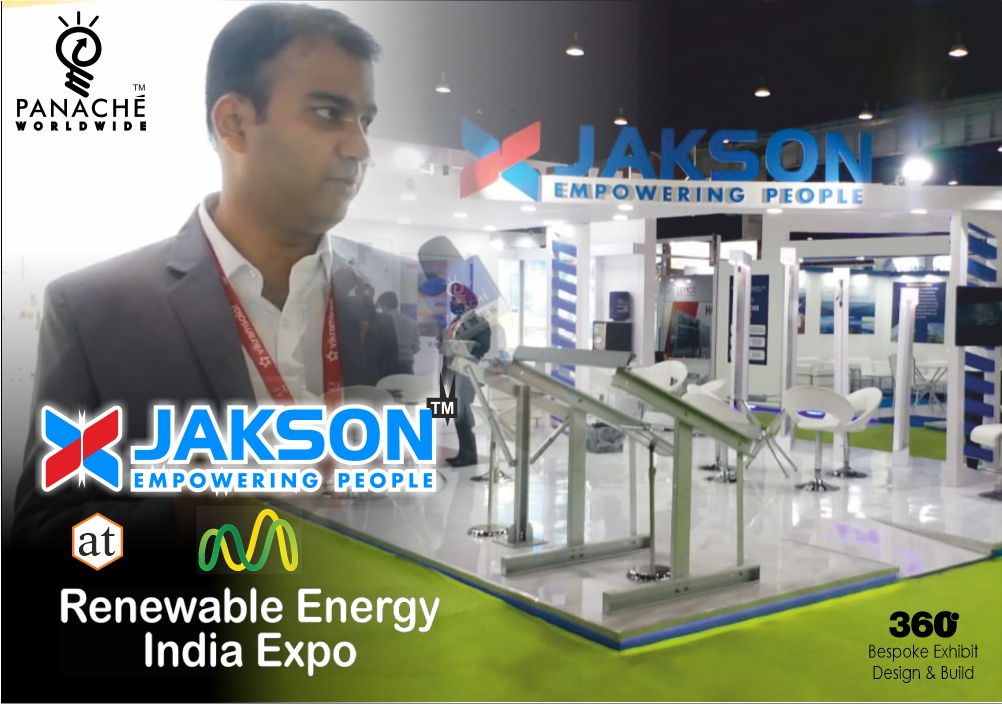 PANACHÉ
TM
WORLDWIDE
JAKSON
EMPOWERING PEOPLE
vikramsolar
JAKSON
TM
EMPOWERING PEOPLE
at
Renewable Energy
India Expo
360°
Bespoke Exhibit
Design & Build